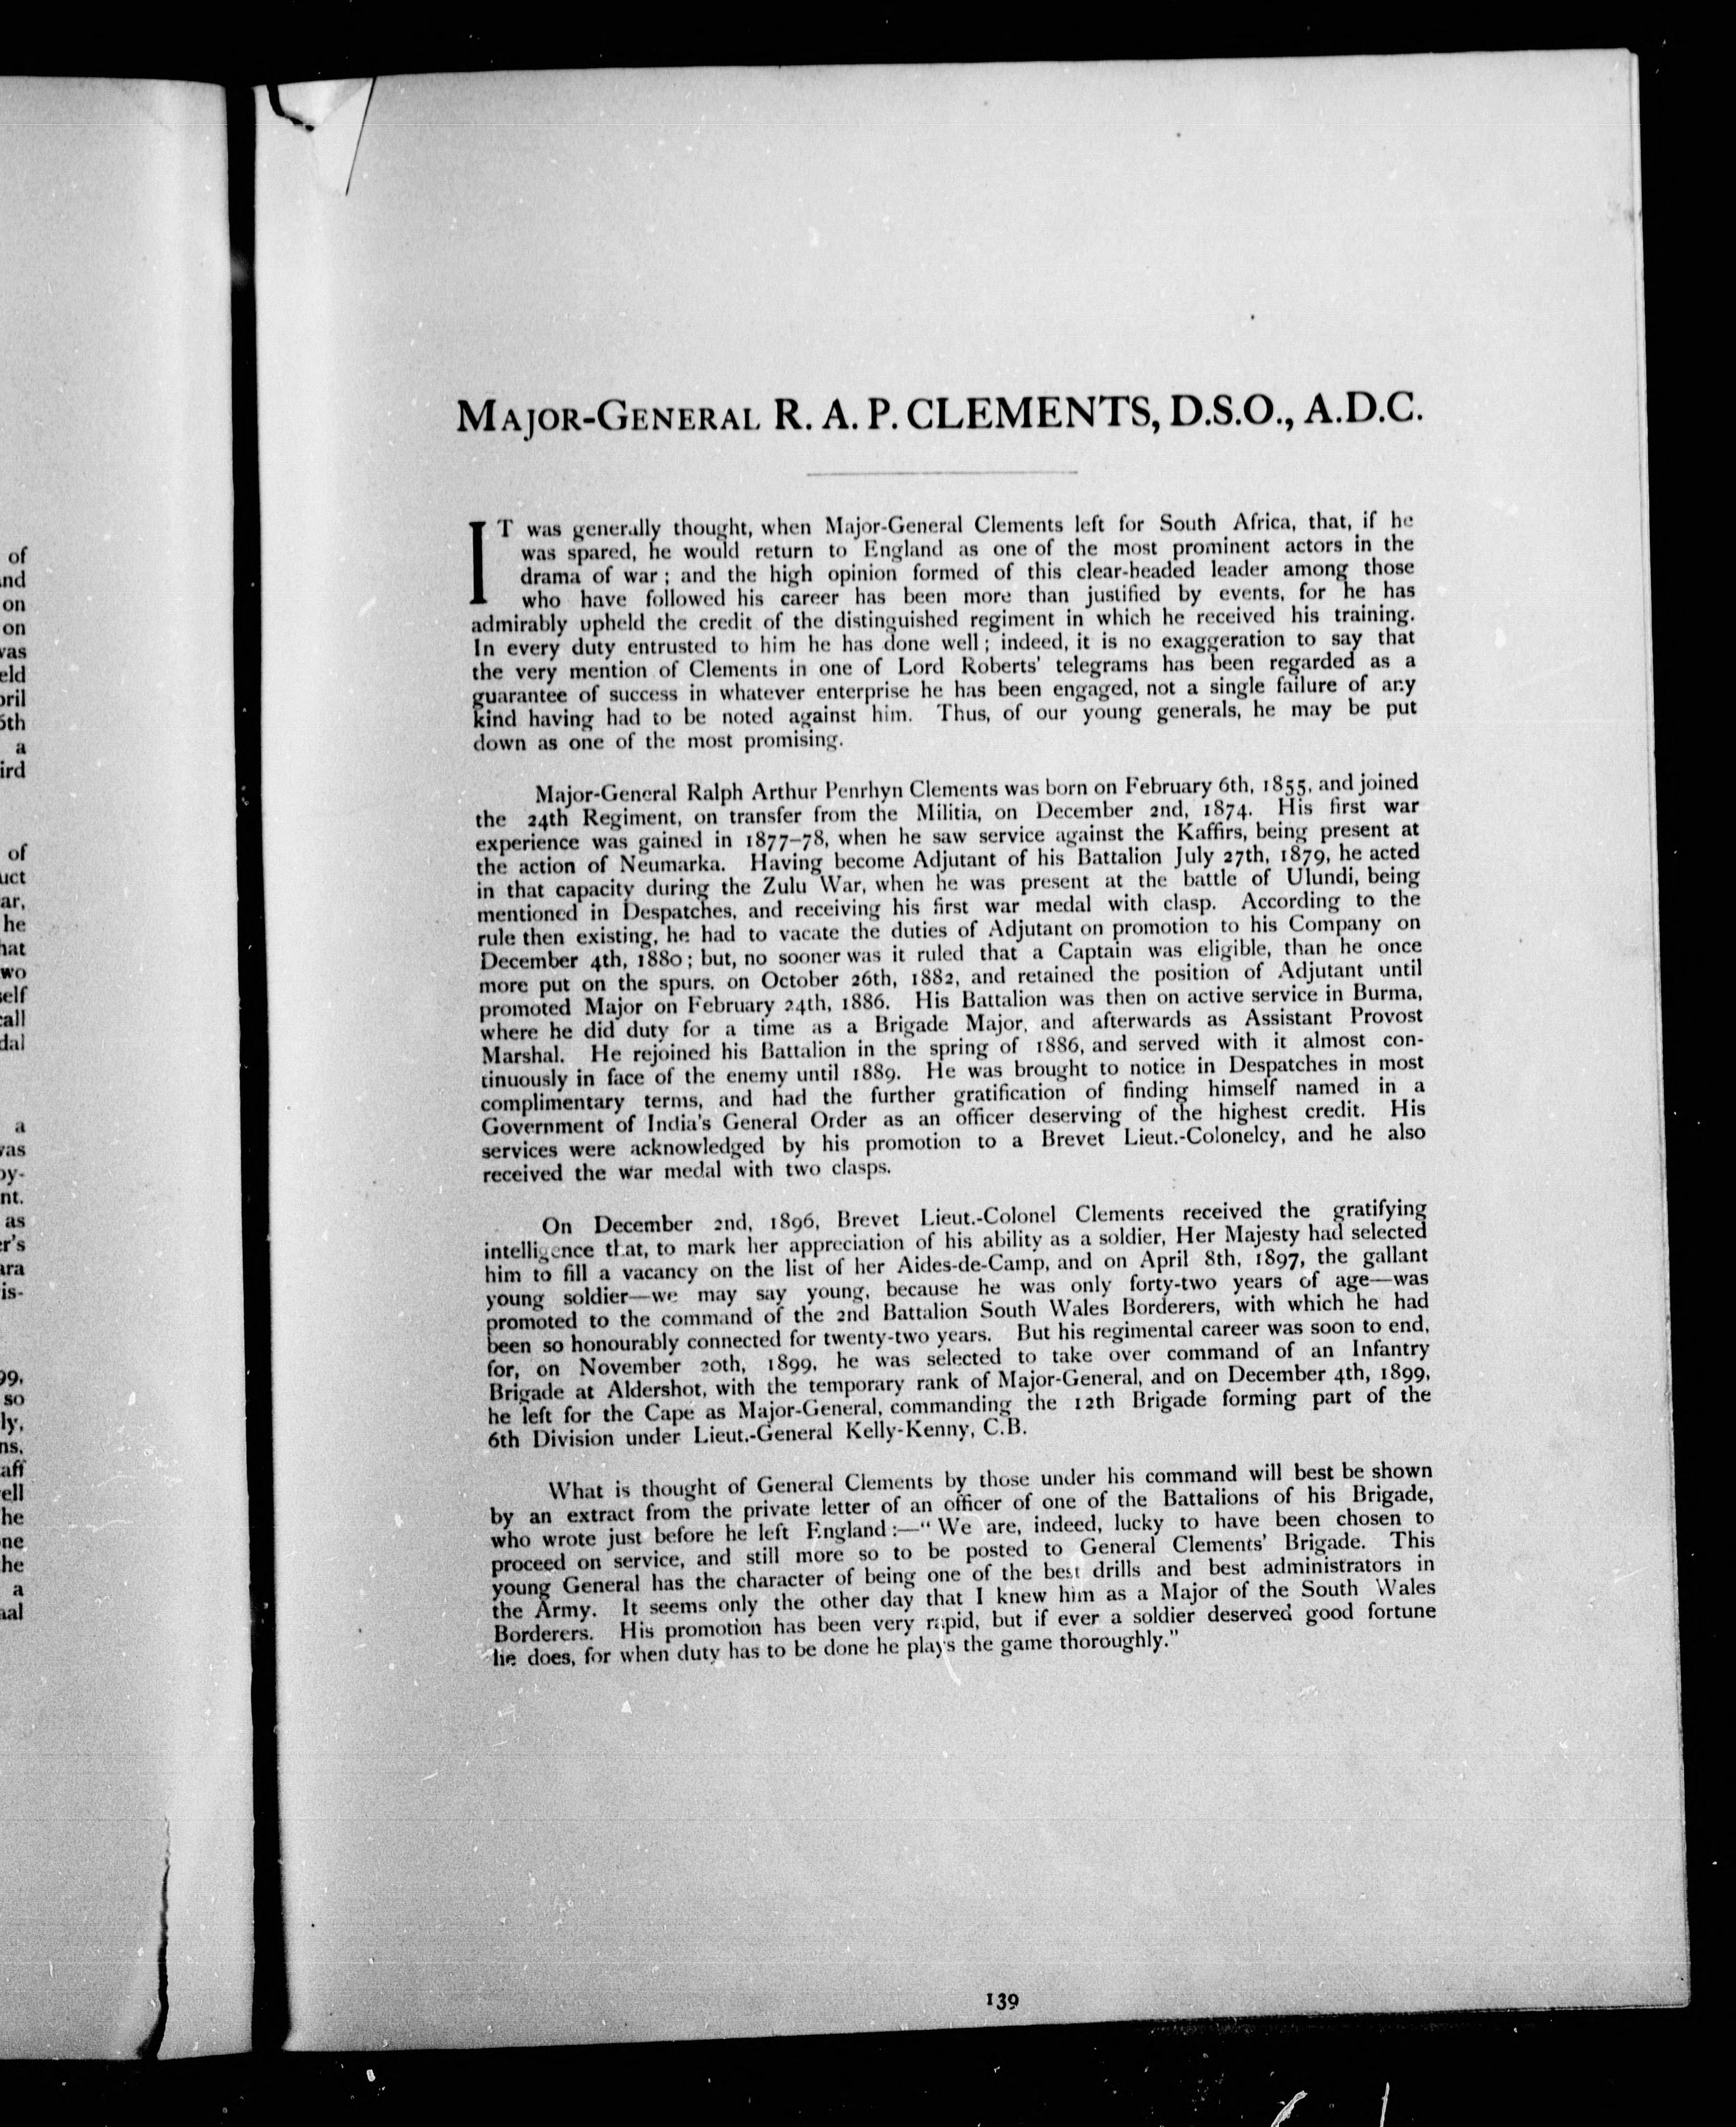 of
and
on
on
was
eld
pril
6th
a
ird
of
uct
ar,
he
hat
wo
self
call
dal
a
was
oy-
nt.
as
er's
ara
is-
99,
so
ly,
ns,
aff
ell
he
ne
he
a
nal
MAJOR-GENERAL R. A. P. CLEMENTS, D.S.O., A.D.C.
IT was generally thought, when Major-General Clements left for South Africa, that, if he
was spared, he would return to England as one of the most prominent actors in the
drama of war ; and the high opinion formed of this clear-headed leader among those
who have followed his career has been more than justified by events, for he has
admirably upheld the credit of the distinguished regiment in which he received his training.
In every duty entrusted to him he has done well ; indeed, it is no exaggeration to say that
the very mention of Clements in one of Lord Roberts' telegrams has been regarded as a
guarantee of success in whatever enterprise he has been engaged, not a single failure of any
kind having had to be noted against him. Thus, of our young generals, he may be put
down as one of the most promising.
Major-General Ralph Arthur Penrhyn Clements was born on February 6th, 1855, and joined
the 24th Regiment, on transfer from the Militia, on December 2nd, 1874. His first war
experience was gained in 1877–78, when he saw service against the Kaffirs, being present at
the action of Neumarka. Having become Adjutant of his Battalion July 27th, 1879, he acted
in that capacity during the Zulu War, when he was present at the battle of Ulundi, being
mentioned in Despatches, and receiving his first war medal with clasp. According to the
rule then existing, he had to vacate the duties of Adjutant on promotion to his Company on
December 4th, 1880 ; but, no sooner was it ruled that a Captain was eligible, than he once
more put on the spurs, on October 26th, 1882, and retained the position of Adjutant until
promoted Major on February 24th, 1886. His Battalion was then on active service in Burma,
where he did duty for a time as a Brigade Major, and afterwards as Assistant Provost
Marshal. He rejoined his Battalion in the spring of 1886, and served with it almost con-
tinuously in face of the enemy until 1889. He was brought to notice in Despatches in most
complimentary terms, and had the further gratification of finding himself named in a
Government of India's General Order as an officer deserving of the highest credit. His
services were acknowledged by his promotion to a Brevet Lieut.-Colonelcy, and he also
received the war medal with two clasps.
On December 2nd, 1896, Brevet Lieut.-Colonel Clements received the gratifying
intelligence that, to mark her appreciation of his ability as a soldier, Her Majesty had selected
him to fill a vacancy on the list of her Aides-de-Camp, and on April 8th, 1897, the gallant
young soldier—we may say young, because he was only forty-two years of age—was
promoted to the command of the 2nd Battalion South Wales Borderers, with which he had
been so honourably connected for twenty-two years. But his regimental career was soon to end,
for, on November 20th, 1899, he was selected to take over command of an Infantry
Brigade at Aldershot, with the temporary rank of Major-General, and on December 4th, 1899,
he left for the Cape as Major-General, commanding the 12th Brigade forming part of the
6th Division under Lieut.-General Kelly-Kenny, C.B.
What is thought of General Clements by those under his command will best be shown
by an extract from the private letter of an officer of one of the Battalions of his Brigade,
who wrote just before he left England :—" We are, indeed, lucky to have been chosen to
proceed on service, and still more so to be posted to General Clements' Brigade. This
young General has the character of being one of the best drills and best administrators in
the Army. It seems only the other day that I knew him as a Major of the South Wales
Borderers. His promotion has been very rapid, but if ever a soldier deserved good fortune
he does, for when duty has to be done he plays the game thoroughly."
139